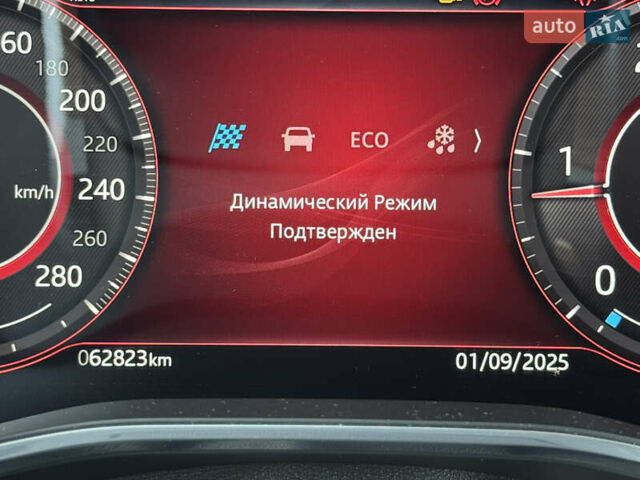 auto RIA.com
60
180
200
220
km/h
240
260
280
ECO
Динамический Режим
Подтвержден
1
0
062823km
01/09/2025